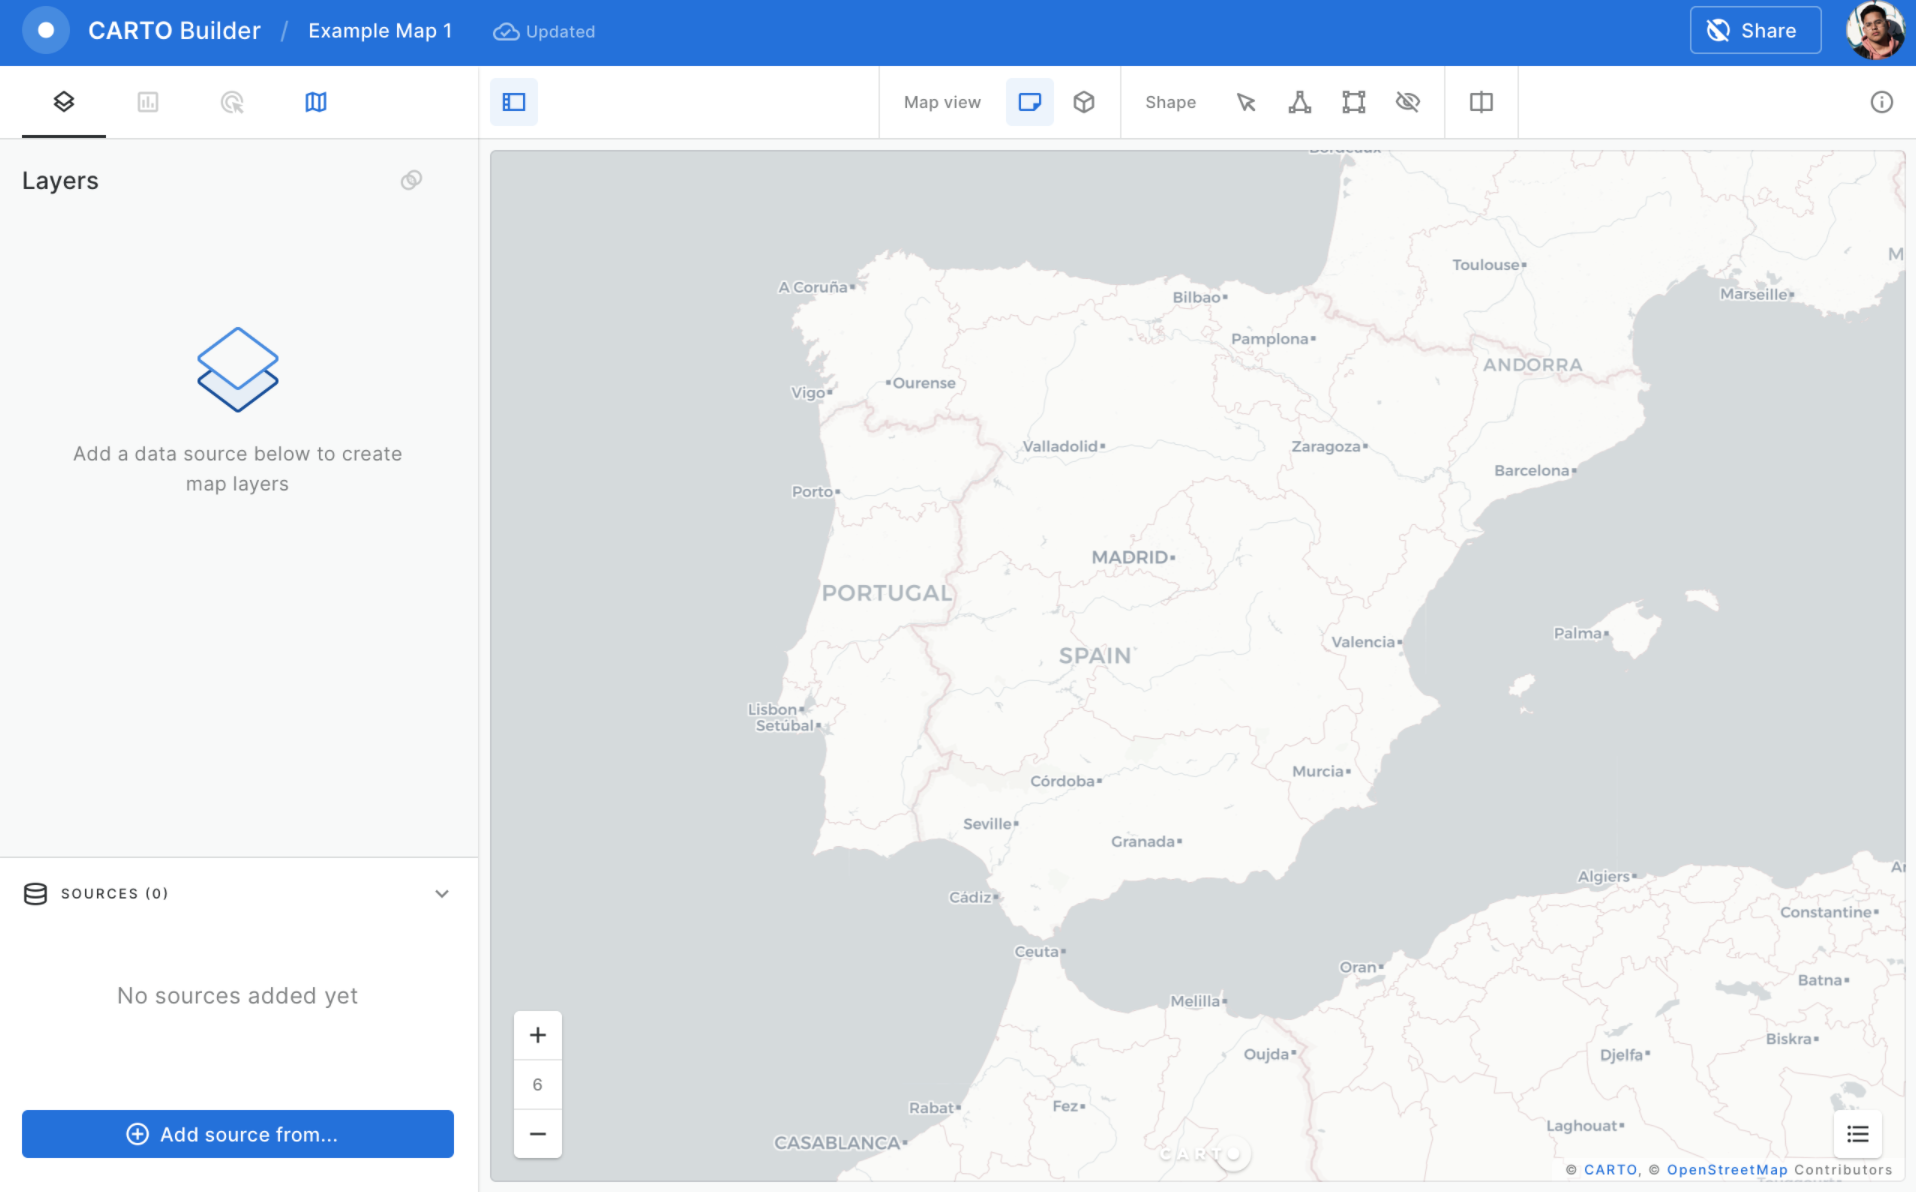 CARTO Builder / Example Map 1 Updated
Share
Map view
Shape
Layers
Add a data source below to create
map layers
SOURCES (0)
No sources added yet
Add source from...
Bordeaux
Toulouse
Marseille
A Coruña
Bilbao
Pamplona
ANDORRA
Ourense
Vigo
Valladolid
Zaragoza
Barcelona
Porto
MADRID
PORTUGAL
Palma
Valencia
SPAIN
Lisbon
Setúbal
Murcia
Córdoba
Seville
Granada
Algiers
Cádiz
Constantine
Ceuta
Oran
Batna
Melilla
Biskra
Oujda
Djelfa
6
Rabat
Fez
Laghouat
CASABLANCA
CARTO
© CARTO, © OpenStreetMap Contributors